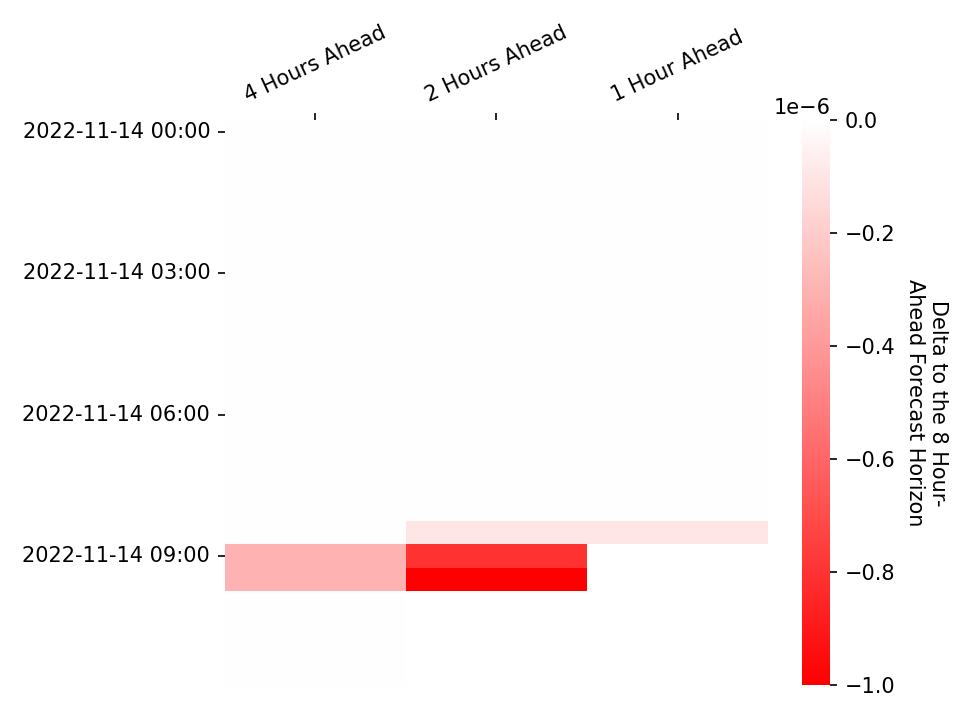 4 Hours Ahead
2 Hours Ahead
1 Hour Ahead
1e−6
2022-11-14 00:00
2022-11-14 03:00
2022-11-14 06:00
2022-11-14 09:00
0.0
−0.2
−0.4
−0.6
−0.8
−1.0
Delta to the 8 Hour-
Ahead Forecast Horizon